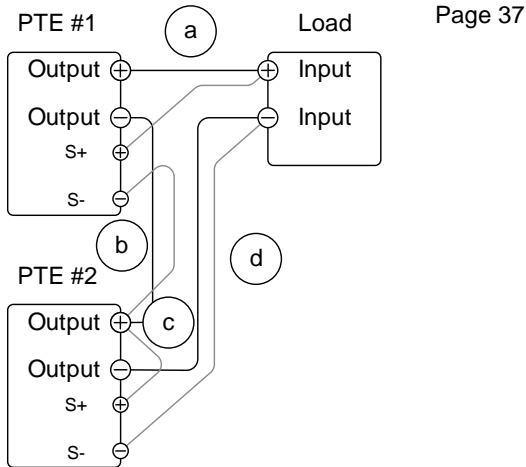 PTE #1
a
Load
Page 37
Output
Input
Output
Input
S+
S-
b
d
PTE #2
Output
c
Output
S+
S-